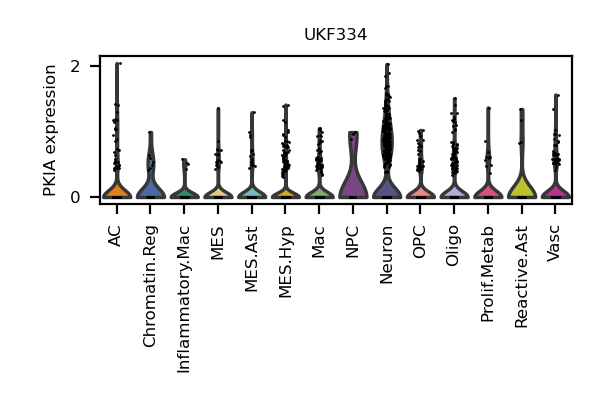 UKF334
PKIA expression
2
0
AC
Chromatin.Reg
Inflammatory.Mac
MES
MES.Ast
MES.Hyp
Mac
NPC
Neuron
OPC
Oligo
Prolif.Metab
Reactive.Ast
Vasc